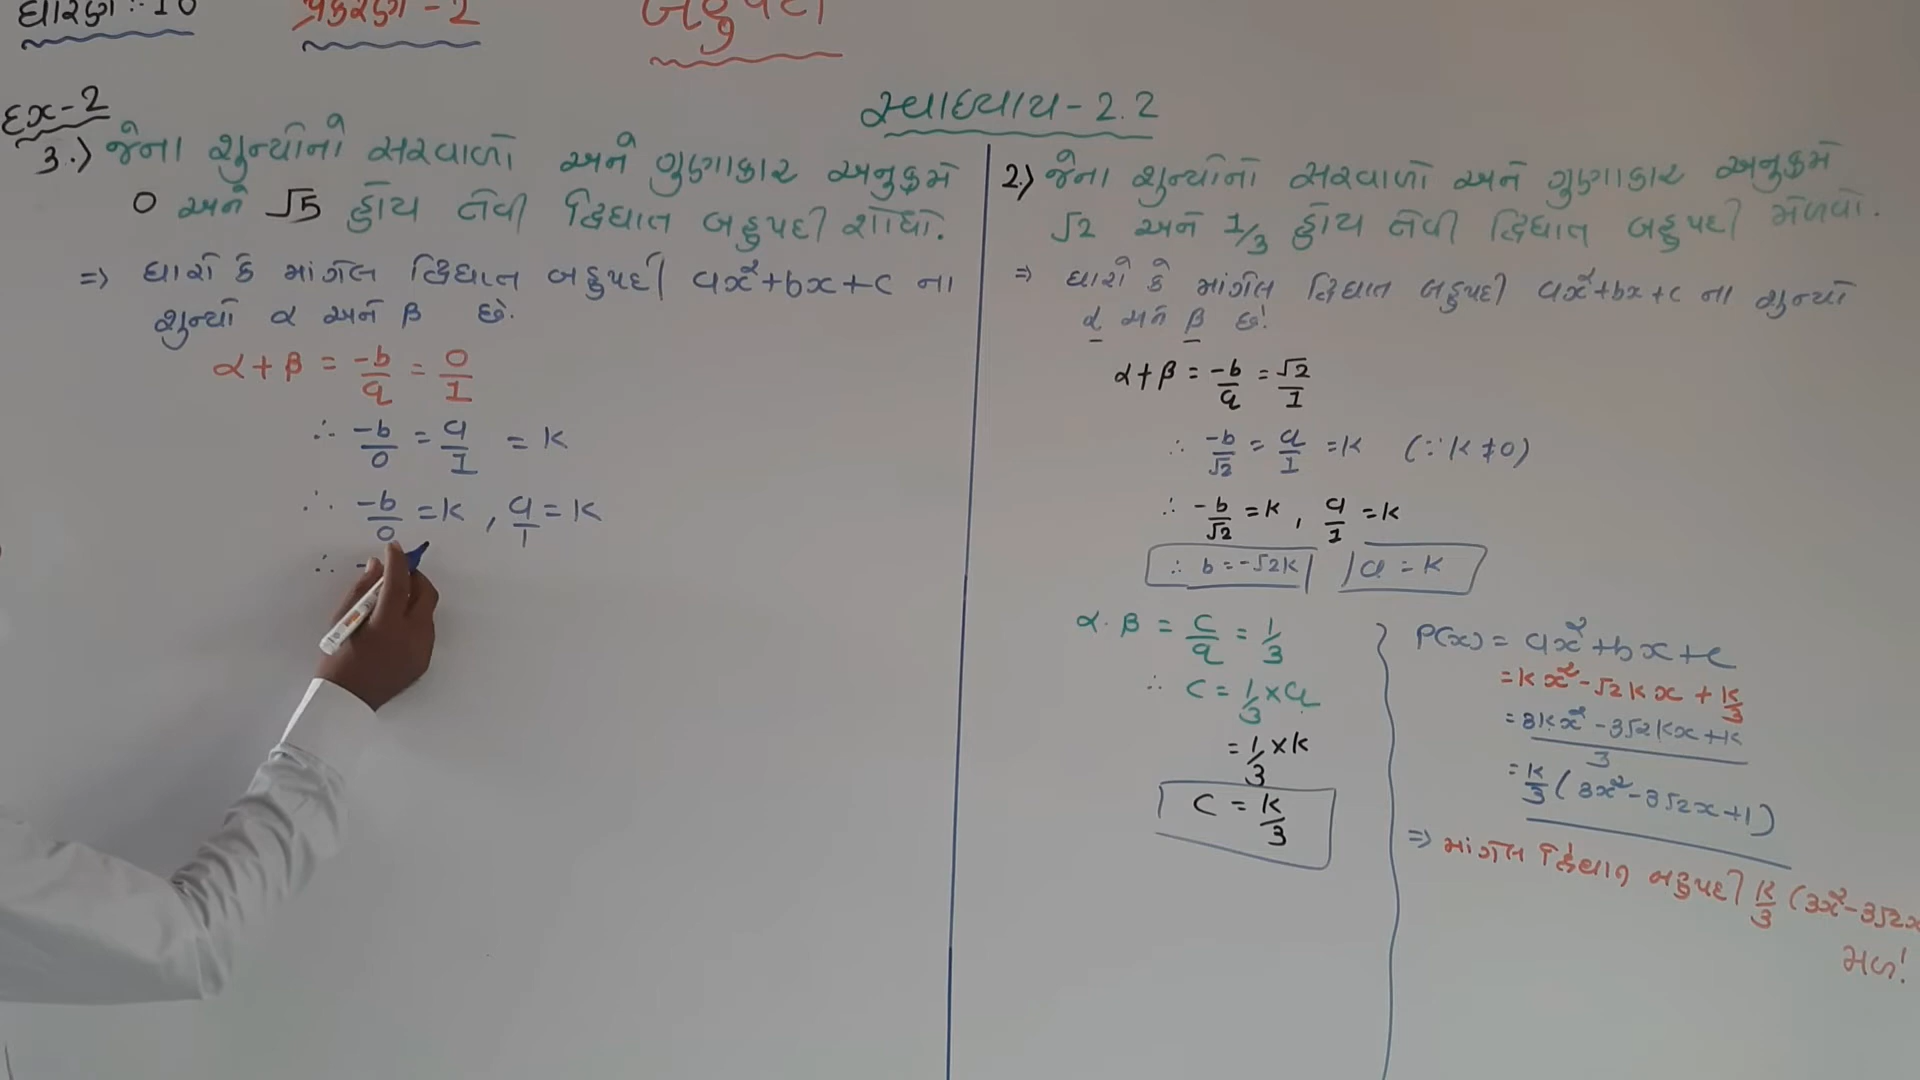 ધોરણ :- 10 પ્રકરણ - 2 બહુપદી
સ્વાધ્યાય - 2.2
Ex-2
3.) જેના શુન્યોનો સરવાળો અને ગુણાકાર અનુક્રમે
0 અને √5 હોય તેવી દ્વિઘાત બહુપદી શોધો.
⇒ ધારો કે માંગેલ દ્વિઘાત બહુપદી ax²+bx+c ના
શુન્યો α અને β છે.
α+β = -b/a = 0/1
∴ -b/0 = a/1 = k
∴ -b/0 = k , a/1 = k
∴ -
2.) જેના શુન્યોનો સરવાળો અને ગુણાકાર અનુક્રમે
√2 અને 1/3 હોય તેવી દ્વિઘાત બહુપદી મેળવો.
⇒ ધારો કે માંગેલ દ્વિઘાત બહુપદી ax²+bx+c ના શુન્યો
α અને β છે.
α+β = -b/a = √2/1
∴ -b/√2 = a/1 = k (∵ k ≠ 0)
∴ -b/√2 = k , a/1 = k
∴ b = -√2k a = k
α.β = c/a = 1/3
∴ c = 1/3 × a
= 1/3 × k
c = k/3
P(x) = ax²+bx+c
= kx² - √2kx + k/3
= 3kx² - 3√2kx + k / 3
= k/3 ( 3x² - 3√2x + 1 )
⇒ માંગેલ દ્વિઘાત બહુપદી k/3 (3x² - 3√2x
મળે!